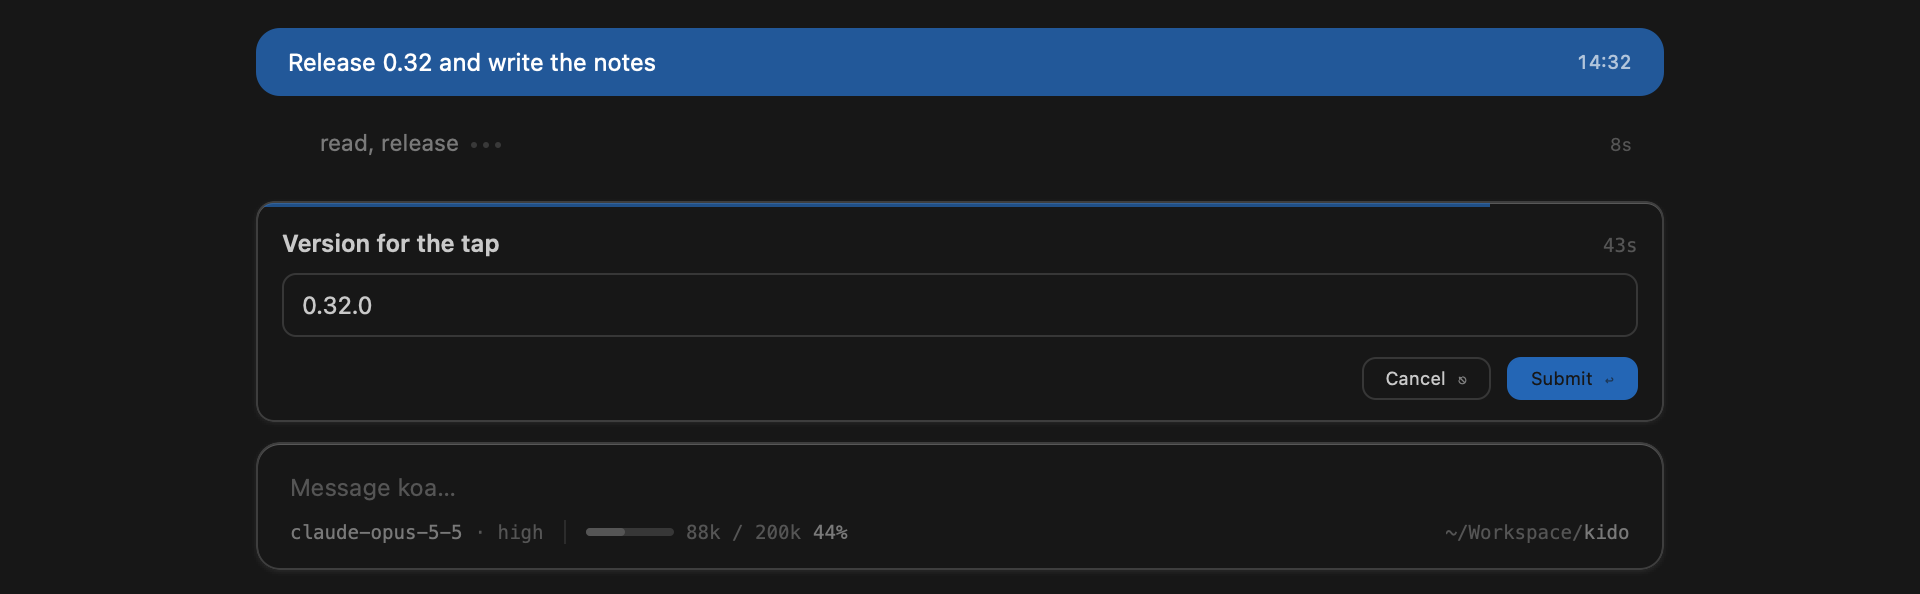 Release 0.32 and write the notes 14:32
read, release ••• 8s
Version for the tap 43s
0.32.0
Cancel ⎋ Submit ↩
Message koa...
claude-opus-5-5 · high 88k / 200k 44% ~/Workspace/kido